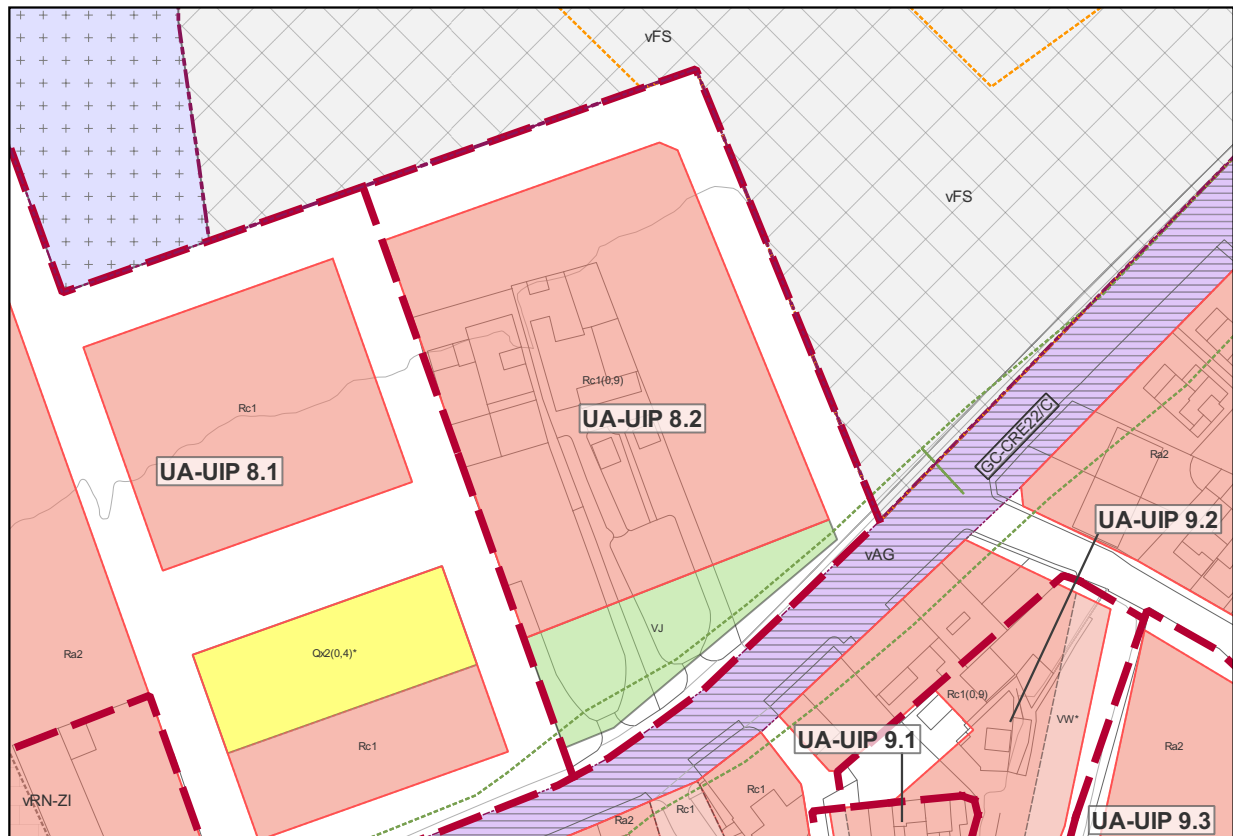 vFS
vFS
Rc1
Rc1(0,9)
UA-UIP 8.2
UA-UIP 8.1
GC-CRE22/C
Ra2
UA-UIP 9.2
vAG
VJ
Ra2
Qx2(0,4)*
Rc1(0,9)
VW*
UA-UIP 9.1
Rc1
Ra2
vRN-ZI
Rc1
Rc1
Ra2
UA-UIP 9.3